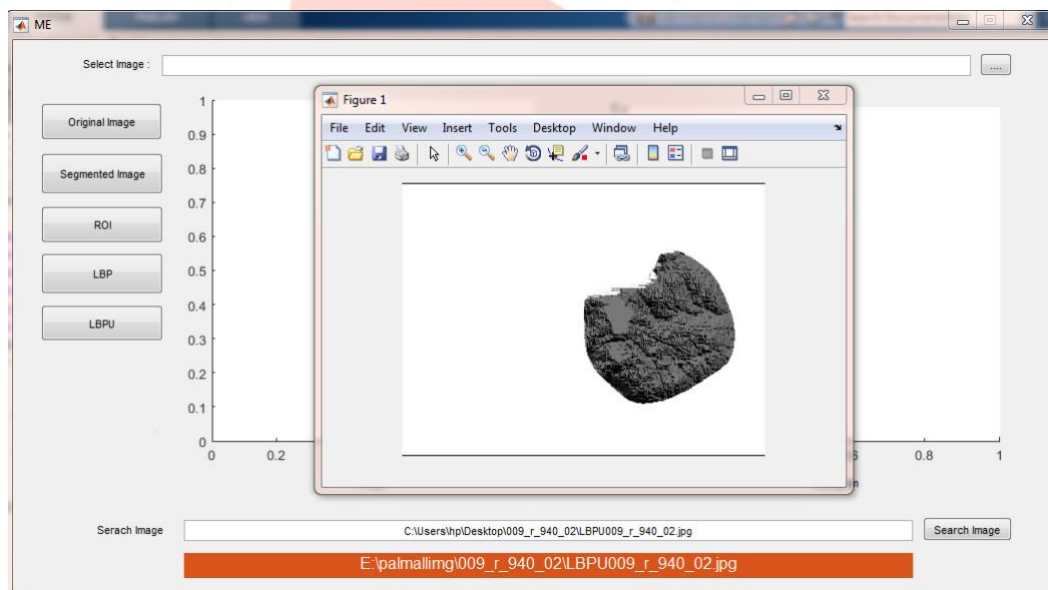 ME
Select Image :
....
Original Image
Segmented Image
ROI
LBP
LBPU
1
0.9
0.8
0.7
0.6
0.5
0.4
0.3
0.2
0.1
0
0
0.2
0.8
1
Figure 1
File Edit View Insert Tools Desktop Window Help
Serach Image
C:\Users\hp\Desktop\009_r_940_02\LBPU009_r_940_02.jpg
Search Image
E:\palmallimg\009_r_940_02\LBPU009_r_940_02.jpg